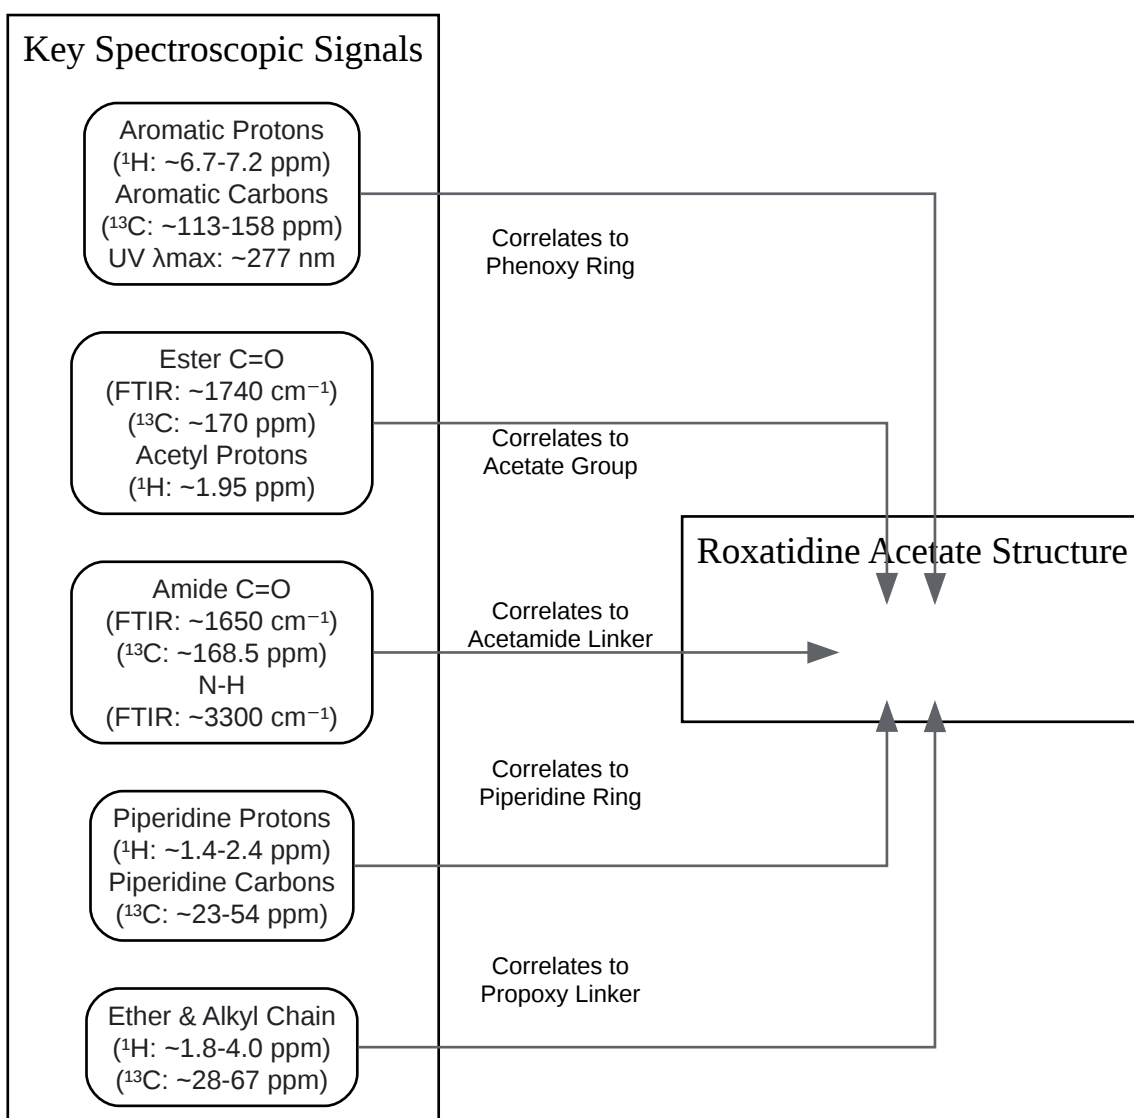 Key Spectroscopic Signals
Aromatic Protons
(¹H: ~6.7-7.2 ppm)
Aromatic Carbons
(¹³C: ~113-158 ppm)
UV λmax: ~277 nm
Correlates to
Phenoxy Ring
Ester C=O
(FTIR: ~1740 cm⁻¹)
(¹³C: ~170 ppm)
Acetyl Protons
(¹H: ~1.95 ppm)
Correlates to
Acetate Group
Roxatidine Acetate Structure
Amide C=O
(FTIR: ~1650 cm⁻¹)
(¹³C: ~168.5 ppm)
N-H
(FTIR: ~3300 cm⁻¹)
Correlates to
Acetamide Linker
Correlates to
Piperidine Ring
Piperidine Protons
(¹H: ~1.4-2.4 ppm)
Piperidine Carbons
(¹³C: ~23-54 ppm)
Correlates to
Propoxy Linker
Ether & Alkyl Chain
(¹H: ~1.8-4.0 ppm)
(¹³C: ~28-67 ppm)